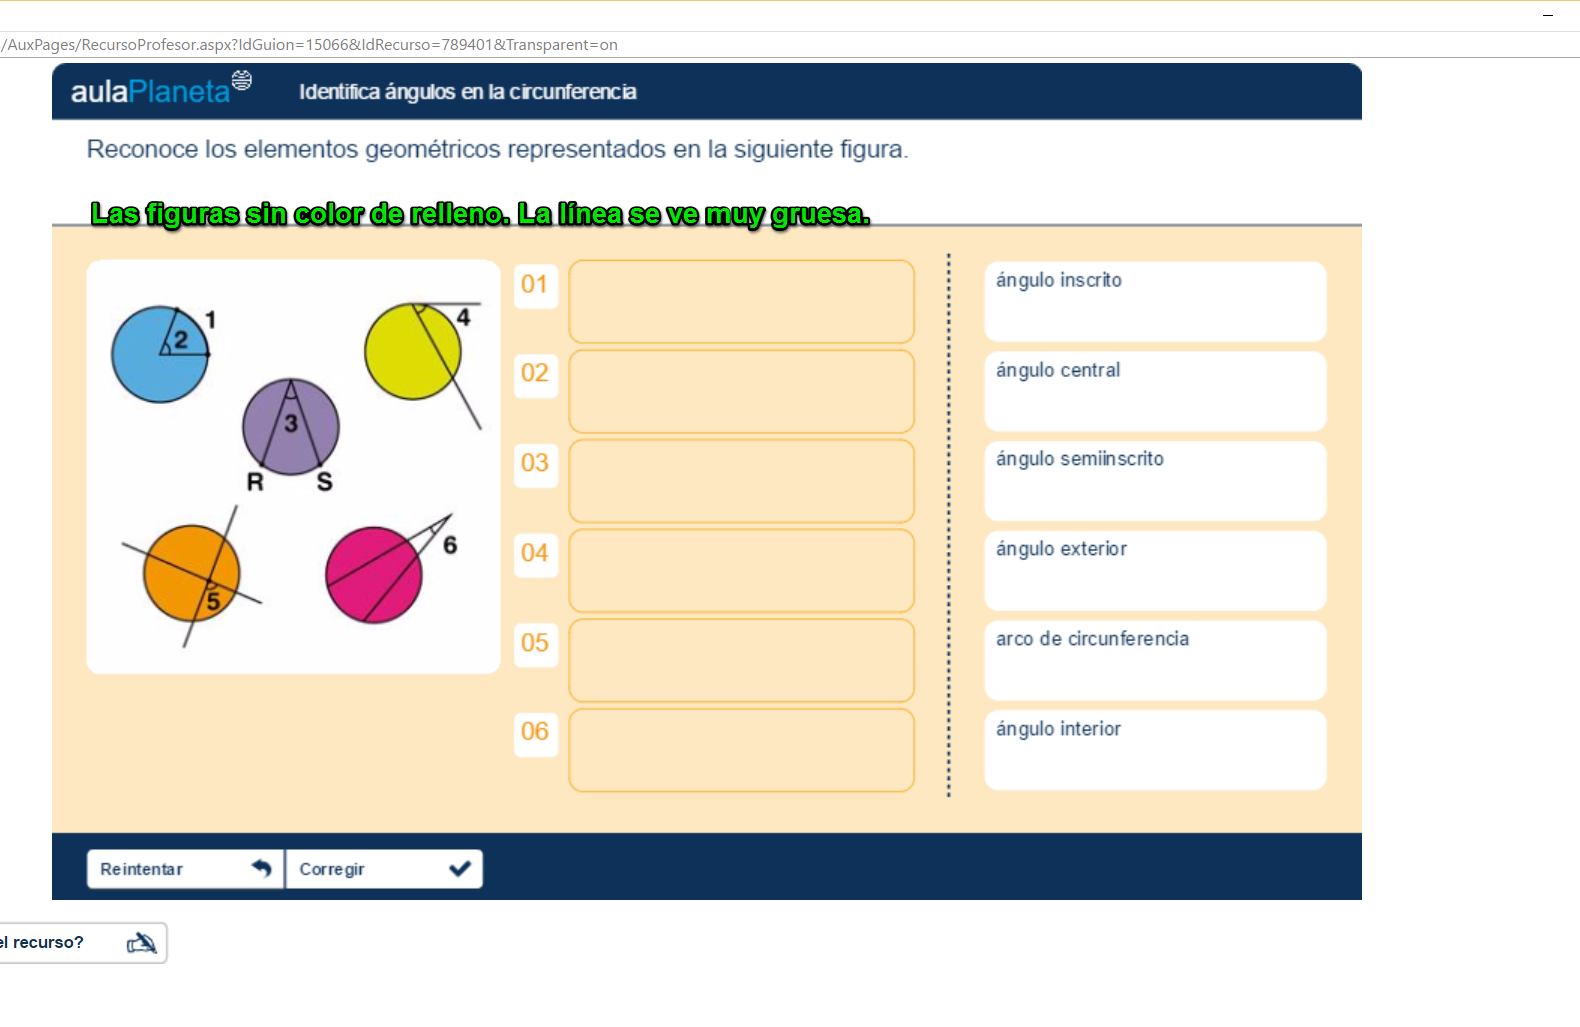 /AuxPages/RecursoProfesor.aspx?IdGuion=15066&IdRecurso=789401&Transparent=on
aulaPlaneta
Identifica ángulos en la circunferencia
Reconoce los elementos geométricos representados en la siguiente figura.
Las figuras sin color de relleno. La línea se ve muy gruesa.
1
2
4
3
R S
5
6
01
02
03
04
05
06
ángulo inscrito
ángulo central
ángulo semiinscrito
ángulo exterior
arco de circunferencia
ángulo interior
Reintentar
Corregir
el recurso?